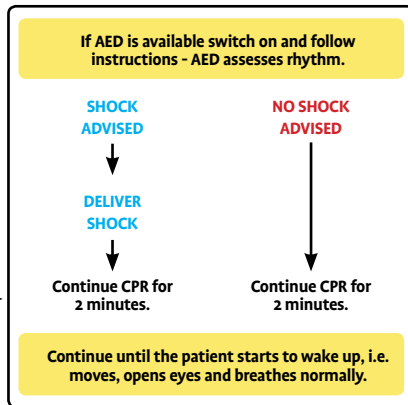 If AED is available switch on and follow
instructions - AED assesses rhythm.
SHOCK
ADVISED
DELIVER
SHOCK
Continue CPR for
2 minutes.
NO SHOCK
ADVISED
Continue CPR for
2 minutes.
Continue until the patient starts to wake up, i.e.
moves, opens eyes and breathes normally.